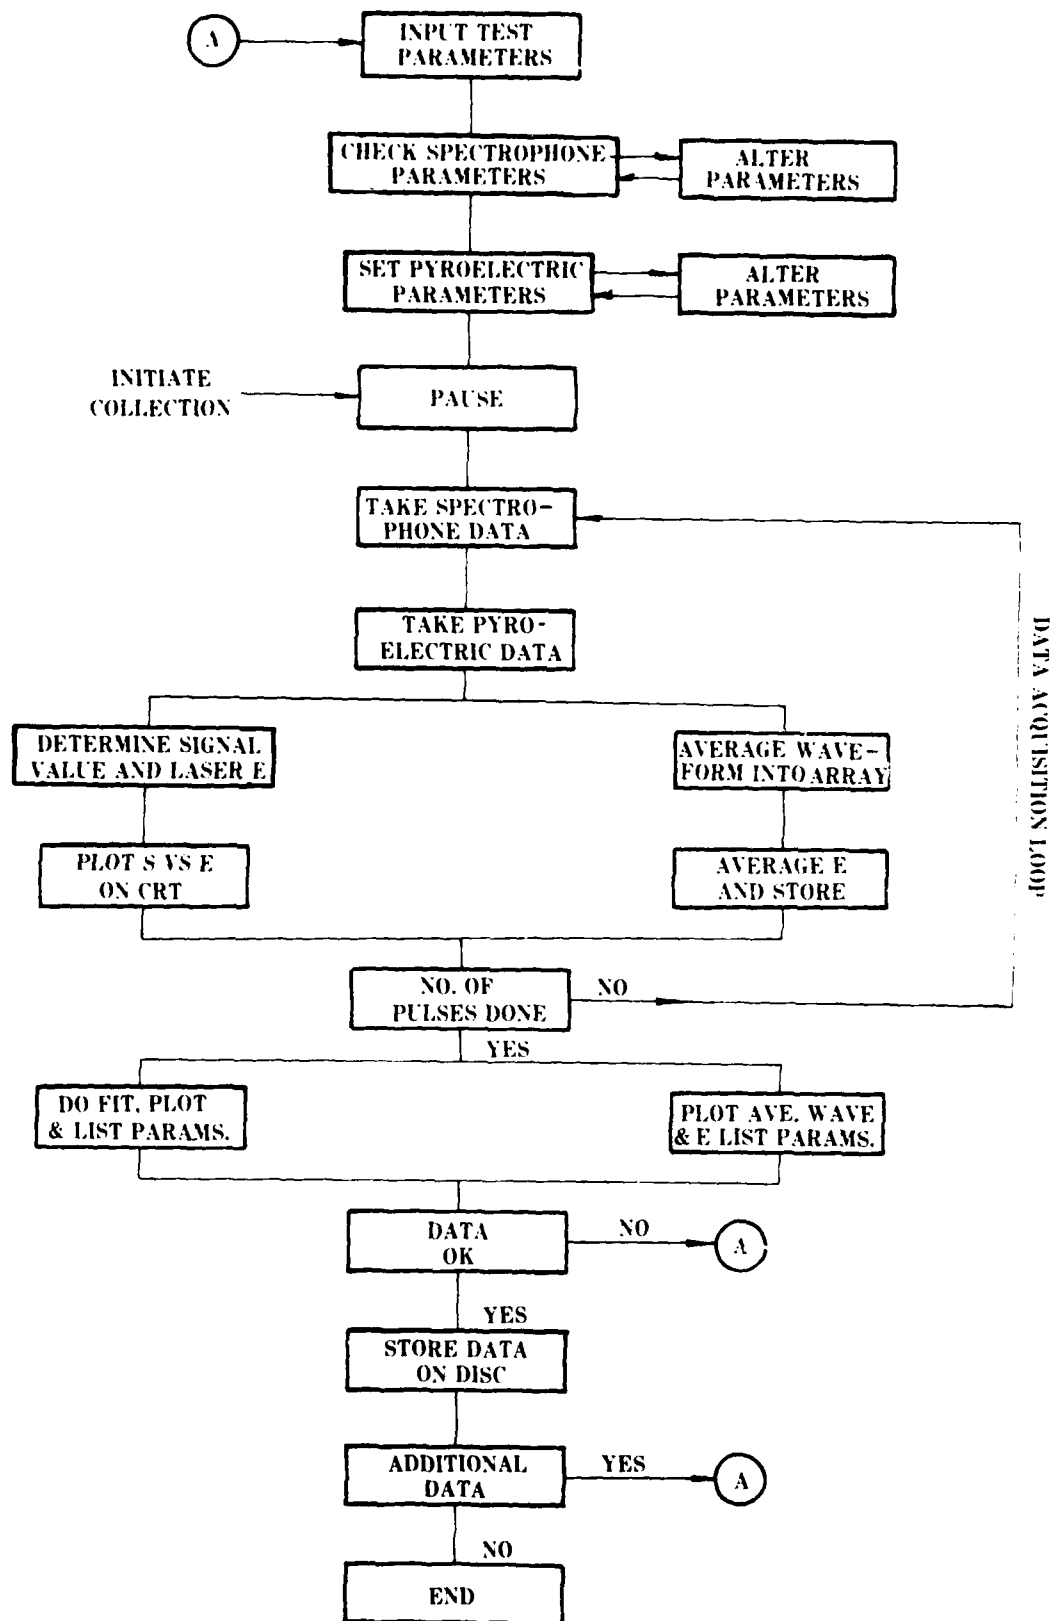 A
INPUT TEST
PARAMETERS
CHECK SPECTROPHONE
PARAMETERS
ALTER
PARAMETERS
SET PYROELECTRIC
PARAMETERS
ALTER
PARAMETERS
INITIATE
COLLECTION
PAUSE
TAKE SPECTRO-
PHONE DATA
TAKE PYRO-
ELECTRIC DATA
DATA ACQUISITION LOOP
DETERMINE SIGNAL
VALUE AND LASER E
AVERAGE WAVE-
FORM INTO ARRAY
PLOT S VS E
ON CRT
AVERAGE E
AND STORE
NO. OF
PULSES DONE
NO
YES
DO FIT, PLOT
& LIST PARAMS.
PLOT AVE. WAVE
& E LIST PARAMS.
DATA
OK
NO
A
YES
STORE DATA
ON DISC
ADDITIONAL
DATA
YES
A
NO
END